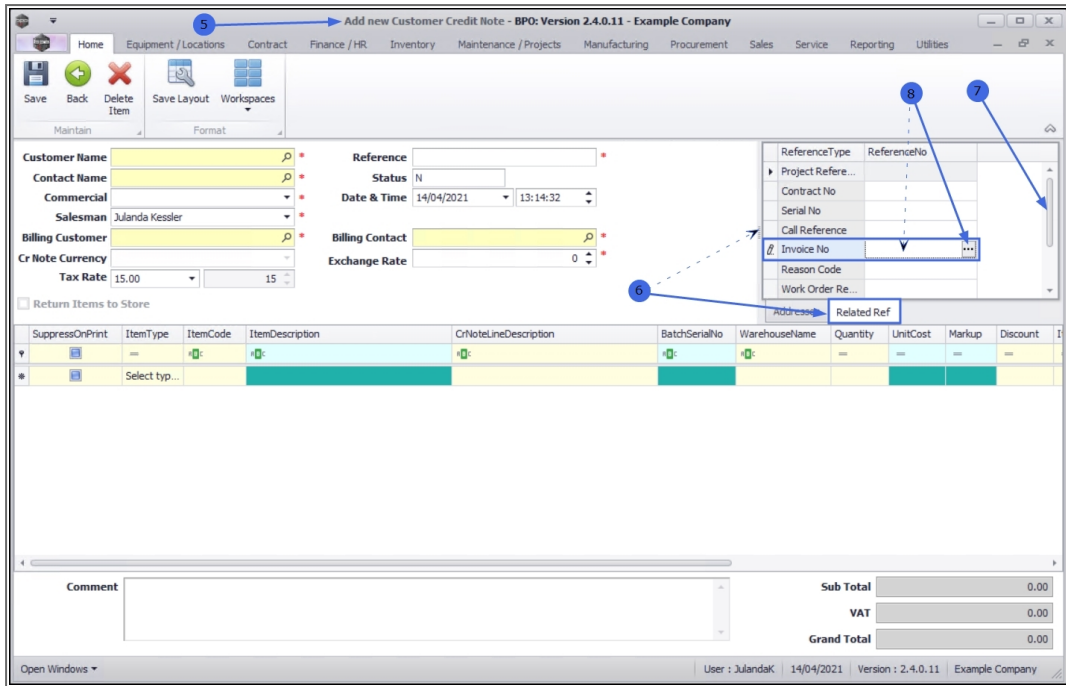 5
Add new Customer Credit Note - BPO: Version 2.4.0.11 - Example Company
Home Equipment / Locations Contract Finance / HR Inventory Maintenance / Projects Manufacturing Procurement Sales Service Reporting Utilities
Save Back Delete Item Save Layout Workspaces
Maintain Format
8
7
Customer Name * Reference *
Contact Name * Status N
Commercial * Date & Time 14/04/2021 13:14:32
Salesman Julanda Kessler *
Billing Customer * Billing Contact *
Cr Note Currency Exchange Rate 0 *
Tax Rate 15.00 15
Return Items to Store
6
ReferenceType ReferenceNo
Project Refere...
Contract No
Serial No
Call Reference
Invoice No ...
Reason Code
Work Order Re...
Related Ref
SuppressOnPrint ItemType ItemCode ItemDescription CrNoteLineDescription BatchSerialNo WarehouseName Quantity UnitCost Markup Discount
Select typ...
Comment
Sub Total 0.00
VAT 0.00
Grand Total 0.00
Open Windows User : JulandaK 14/04/2021 Version : 2.4.0.11 Example Company